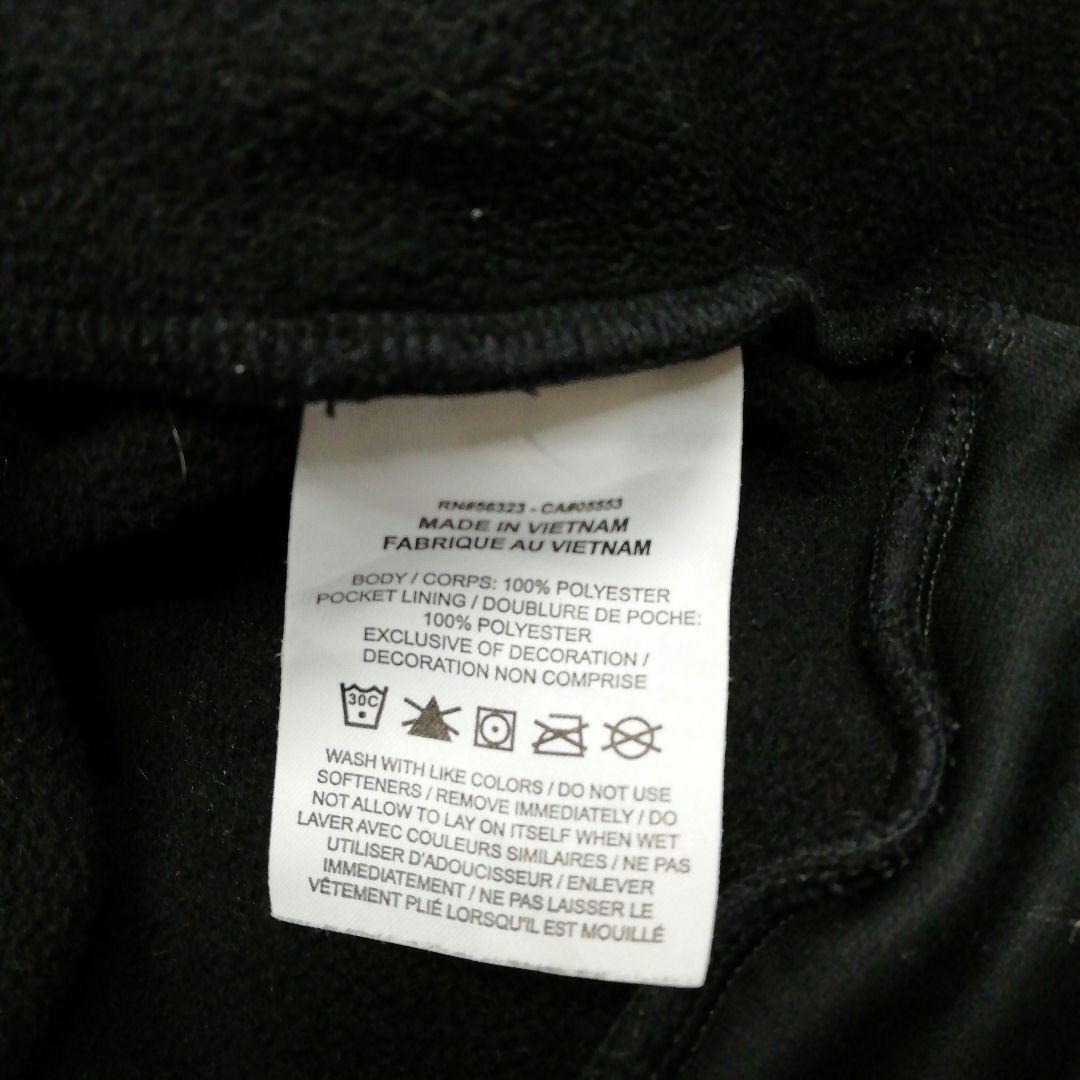 RN#56323 - CA#05553
MADE IN VIETNAM
FABRIQUE AU VIETNAM
BODY / CORPS: 100% POLYESTER
POCKET LINING / DOUBLURE DE POCHE:
100% POLYESTER
EXCLUSIVE OF DECORATION /
DECORATION NON COMPRISE
30C
WASH WITH LIKE COLORS / DO NOT USE
SOFTENERS / REMOVE IMMEDIATELY / DO
NOT ALLOW TO LAY ON ITSELF WHEN WET
LAVER AVEC COULEURS SIMILAIRES / NE PAS
UTILISER D'ADOUCISSEUR / ENLEVER
IMMEDIATEMENT / NE PAS LAISSER LE
VÊTEMENT PLIÉ LORSQU'IL EST MOUILLÉ